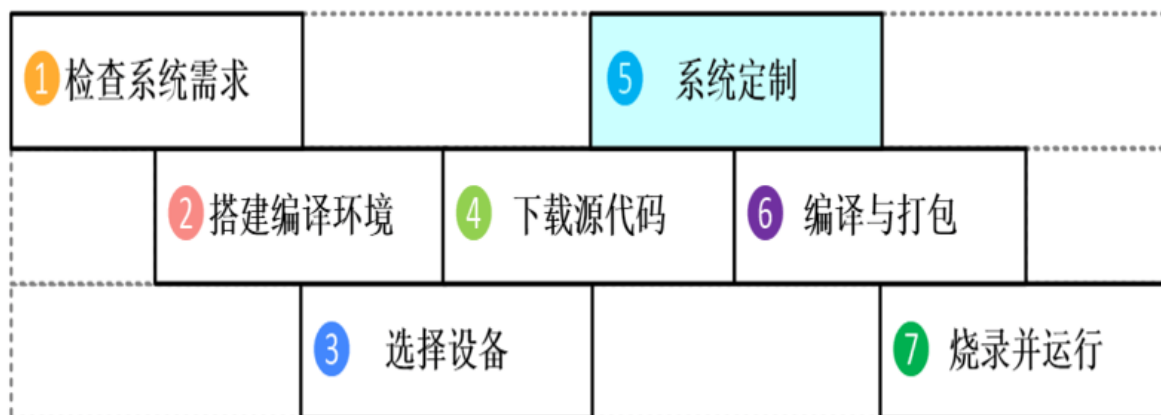 1 检查系统需求
5 系统定制
2 搭建编译环境
4 下载源代码
6 编译与打包
3 选择设备
7 烧录并运行